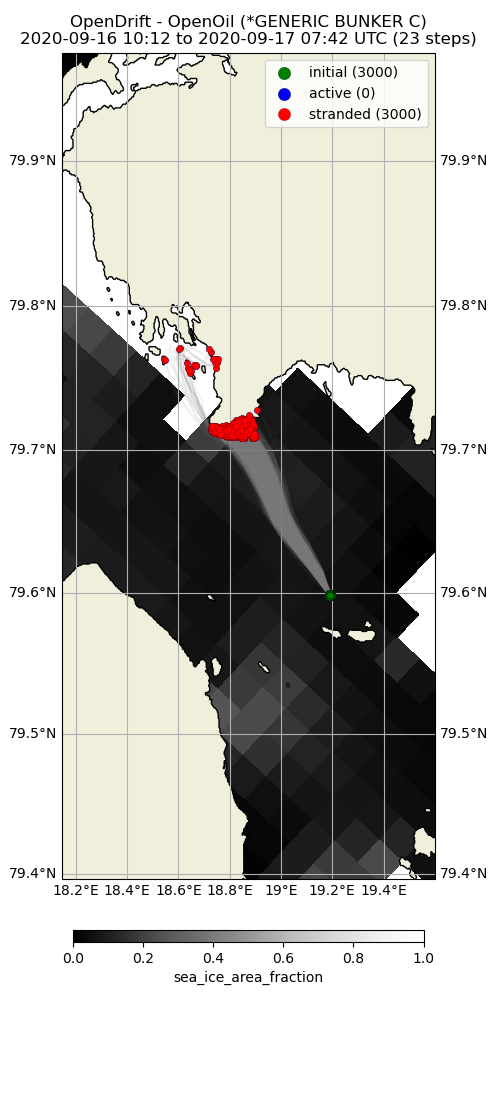 OpenDrift - OpenOil (*GENERIC BUNKER C)
2020-09-16 10:12 to 2020-09-17 07:42 UTC (23 steps)
initial (3000)
active (0)
stranded (3000)
79.9°N 79.9°N
79.8°N 79.8°N
79.7°N 79.7°N
79.6°N 79.6°N
79.5°N 79.5°N
79.4°N 79.4°N
18.2°E 18.4°E 18.6°E 18.8°E 19°E 19.2°E 19.4°E
0.0 0.2 0.4 0.6 0.8 1.0
sea_ice_area_fraction